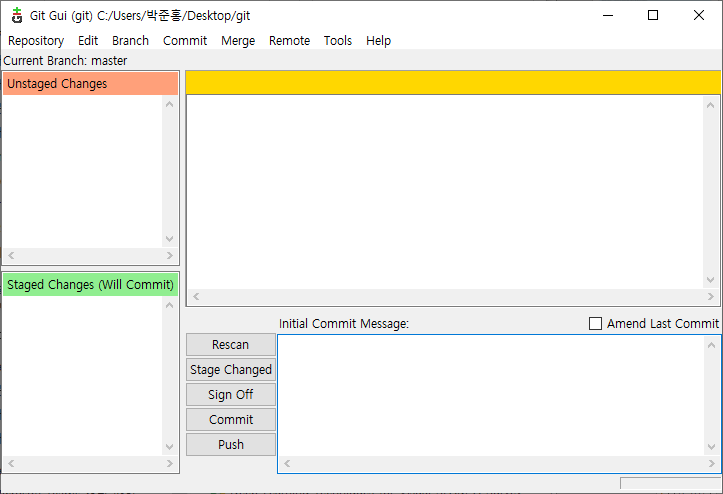 Git Gui (git) C:/Users/박준홍/Desktop/git
Repository Edit Branch Commit Merge Remote Tools Help
Current Branch: master
Unstaged Changes
Staged Changes (Will Commit)
Initial Commit Message:
Amend Last Commit
Rescan
Stage Changed
Sign Off
Commit
Push